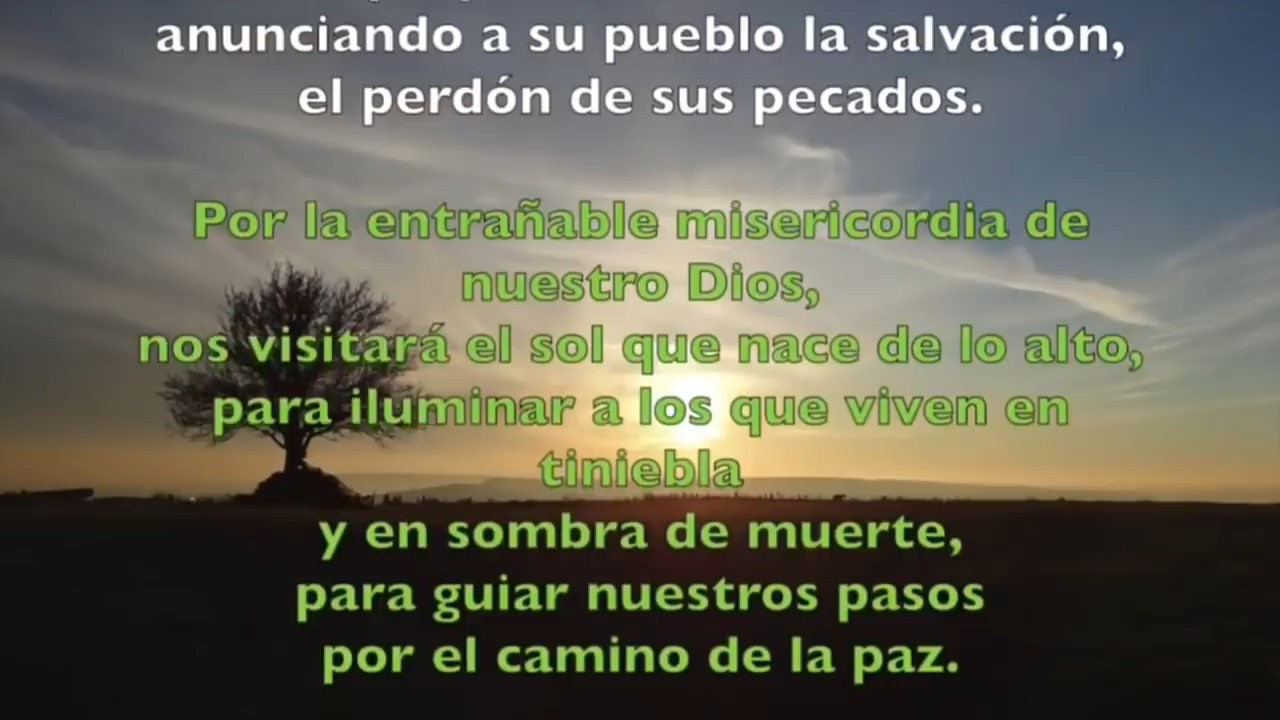 anunciando a su pueblo la salvación,
el perdón de sus pecados.
Por la entrañable misericordia de
nuestro Dios,
nos visitará el sol que nace de lo alto,
para iluminar a los que viven en
tiniebla
y en sombra de muerte,
para guiar nuestros pasos
por el camino de la paz.